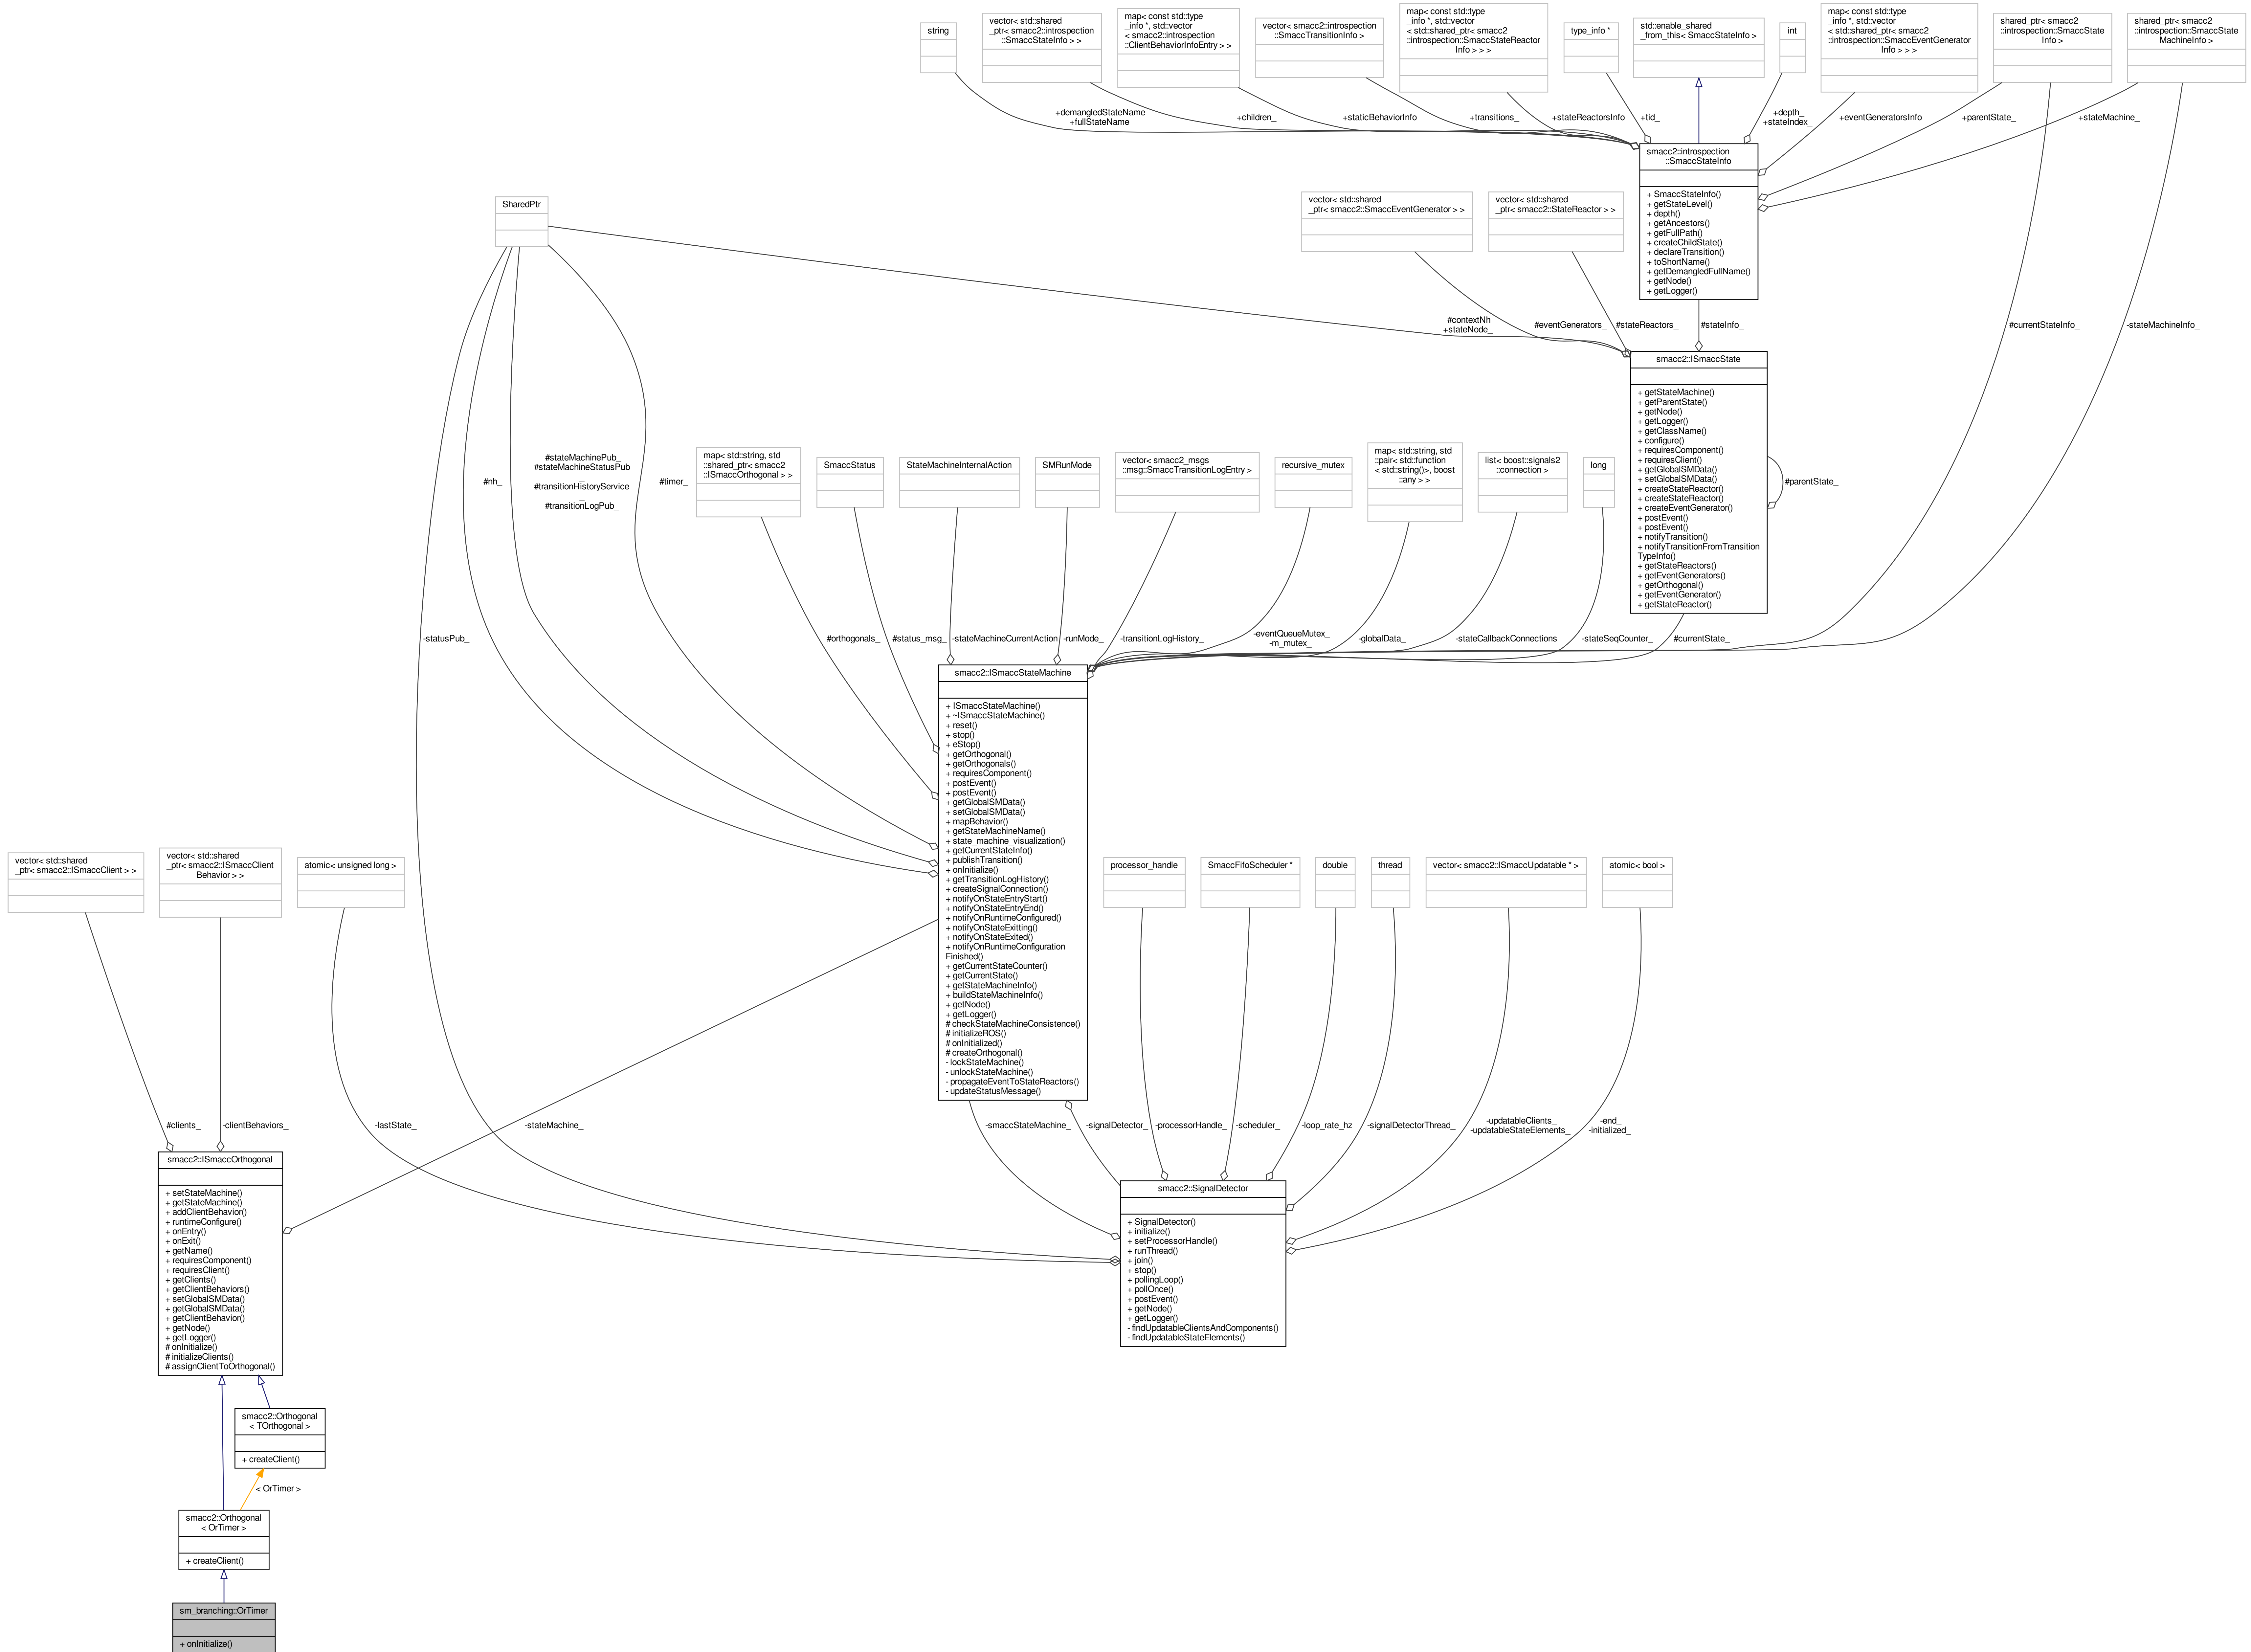 string
vector< std::shared
_ptr< smacc2::introspection
::SmaccStateInfo > >
map< const std::type
_info *, std::vector
< smacc2::introspection
::ClientBehaviorInfoEntry > >
vector< smacc2::introspection
::SmaccTransitionInfo >
map< const std::type
_info *, std::vector
< std::shared_ptr< smacc2
::introspection::SmaccStateReactor
Info > > >
type_info *
std::enable_shared
_from_this< SmaccStateInfo >
int
map< const std::type
_info *, std::vector
< std::shared_ptr< smacc2
::introspection::SmaccEventGenerator
Info > > >
shared_ptr< smacc2
::introspection::SmaccState
Info >
shared_ptr< smacc2
::introspection::SmaccState
MachineInfo >
+demangledStateName
+fullStateName
+children_
+staticBehaviorInfo
+transitions_
+stateReactorsInfo
+tid_
+depth_
+stateIndex_
+eventGeneratorsInfo
+parentState_
+stateMachine_
smacc2::introspection
::SmaccStateInfo
+ SmaccStateInfo()
+ getStateLevel()
+ depth()
+ getAncestors()
+ getFullPath()
+ createChildState()
+ declareTransition()
+ toShortName()
+ getDemangledFullName()
+ getNode()
+ getLogger()
SharedPtr
vector< std::shared
_ptr< smacc2::SmaccEventGenerator > >
vector< std::shared
_ptr< smacc2::StateReactor > >
#contextNh
+stateNode_
#eventGenerators_
#stateReactors_
#stateInfo_
#currentStateInfo_
-stateMachineInfo_
smacc2::ISmaccState
+ getStateMachine()
+ getParentState()
+ getNode()
+ getLogger()
+ getClassName()
+ configure()
+ requiresComponent()
+ requiresClient()
+ getGlobalSMData()
+ setGlobalSMData()
+ createStateReactor()
+ createStateReactor()
+ createEventGenerator()
+ postEvent()
+ postEvent()
+ notifyTransition()
+ notifyTransitionFromTransition
TypeInfo()
+ getStateReactors()
+ getEventGenerators()
+ getOrthogonal()
+ getEventGenerator()
+ getStateReactor()
#parentState_
#nh_
#stateMachinePub_
#stateMachineStatusPub
_
#transitionHistoryService
_
#transitionLogPub_
#timer_
map< std::string, std
::shared_ptr< smacc2
::ISmaccOrthogonal > >
SmaccStatus
StateMachineInternalAction
SMRunMode
vector< smacc2_msgs
::msg::SmaccTransitionLogEntry >
recursive_mutex
map< std::string, std
::pair< std::function
< std::string()>, boost
::any > >
list< boost::signals2
::connection >
long
-statusPub_
#orthogonals_
#status_msg_
-stateMachineCurrentAction
-runMode_
-transitionLogHistory_
-eventQueueMutex_
-m_mutex_
-globalData_
-stateCallbackConnections
-stateSeqCounter_
#currentState_
smacc2::ISmaccStateMachine
+ ISmaccStateMachine()
+ ~ISmaccStateMachine()
+ reset()
+ stop()
+ eStop()
+ getOrthogonal()
+ getOrthogonals()
+ requiresComponent()
+ postEvent()
+ postEvent()
+ getGlobalSMData()
+ setGlobalSMData()
+ mapBehavior()
+ getStateMachineName()
+ state_machine_visualization()
+ getCurrentStateInfo()
+ publishTransition()
+ onInitialize()
+ getTransitionLogHistory()
+ createSignalConnection()
+ notifyOnStateEntryStart()
+ notifyOnStateEntryEnd()
+ notifyOnRuntimeConfigured()
+ notifyOnStateExitting()
+ notifyOnStateExited()
+ notifyOnRuntimeConfiguration
Finished()
+ getCurrentStateCounter()
+ getCurrentState()
+ getStateMachineInfo()
+ buildStateMachineInfo()
+ getNode()
+ getLogger()
# checkStateMachineConsistence()
# initializeROS()
# onInitialized()
# createOrthogonal()
- lockStateMachine()
- unlockStateMachine()
- propagateEventToStateReactors()
- updateStatusMessage()
vector< std::shared
_ptr< smacc2::ISmaccClient > >
vector< std::shared
_ptr< smacc2::ISmaccClient
Behavior > >
atomic< unsigned long >
processor_handle
SmaccFifoScheduler *
double
thread
vector< smacc2::ISmaccUpdatable * >
atomic< bool >
#clients_
-clientBehaviors_
-lastState_
-stateMachine_
-smaccStateMachine_
-signalDetector_
-processorHandle_
-scheduler_
-loop_rate_hz
-signalDetectorThread_
-updatableClients_
-updatableStateElements_
-end_
-initialized_
smacc2::ISmaccOrthogonal
+ setStateMachine()
+ getStateMachine()
+ addClientBehavior()
+ runtimeConfigure()
+ onEntry()
+ onExit()
+ getName()
+ requiresComponent()
+ requiresClient()
+ getClients()
+ getClientBehaviors()
+ setGlobalSMData()
+ getGlobalSMData()
+ getClientBehavior()
+ getNode()
+ getLogger()
# onInitialize()
# initializeClients()
# assignClientToOrthogonal()
smacc2::SignalDetector
+ SignalDetector()
+ initialize()
+ setProcessorHandle()
+ runThread()
+ join()
+ stop()
+ pollingLoop()
+ pollOnce()
+ postEvent()
+ getNode()
+ getLogger()
- findUpdatableClientsAndComponents()
- findUpdatableStateElements()
smacc2::Orthogonal
< TOrthogonal >
+ createClient()
< OrTimer >
smacc2::Orthogonal
< OrTimer >
+ createClient()
sm_branching::OrTimer
+ onInitialize()